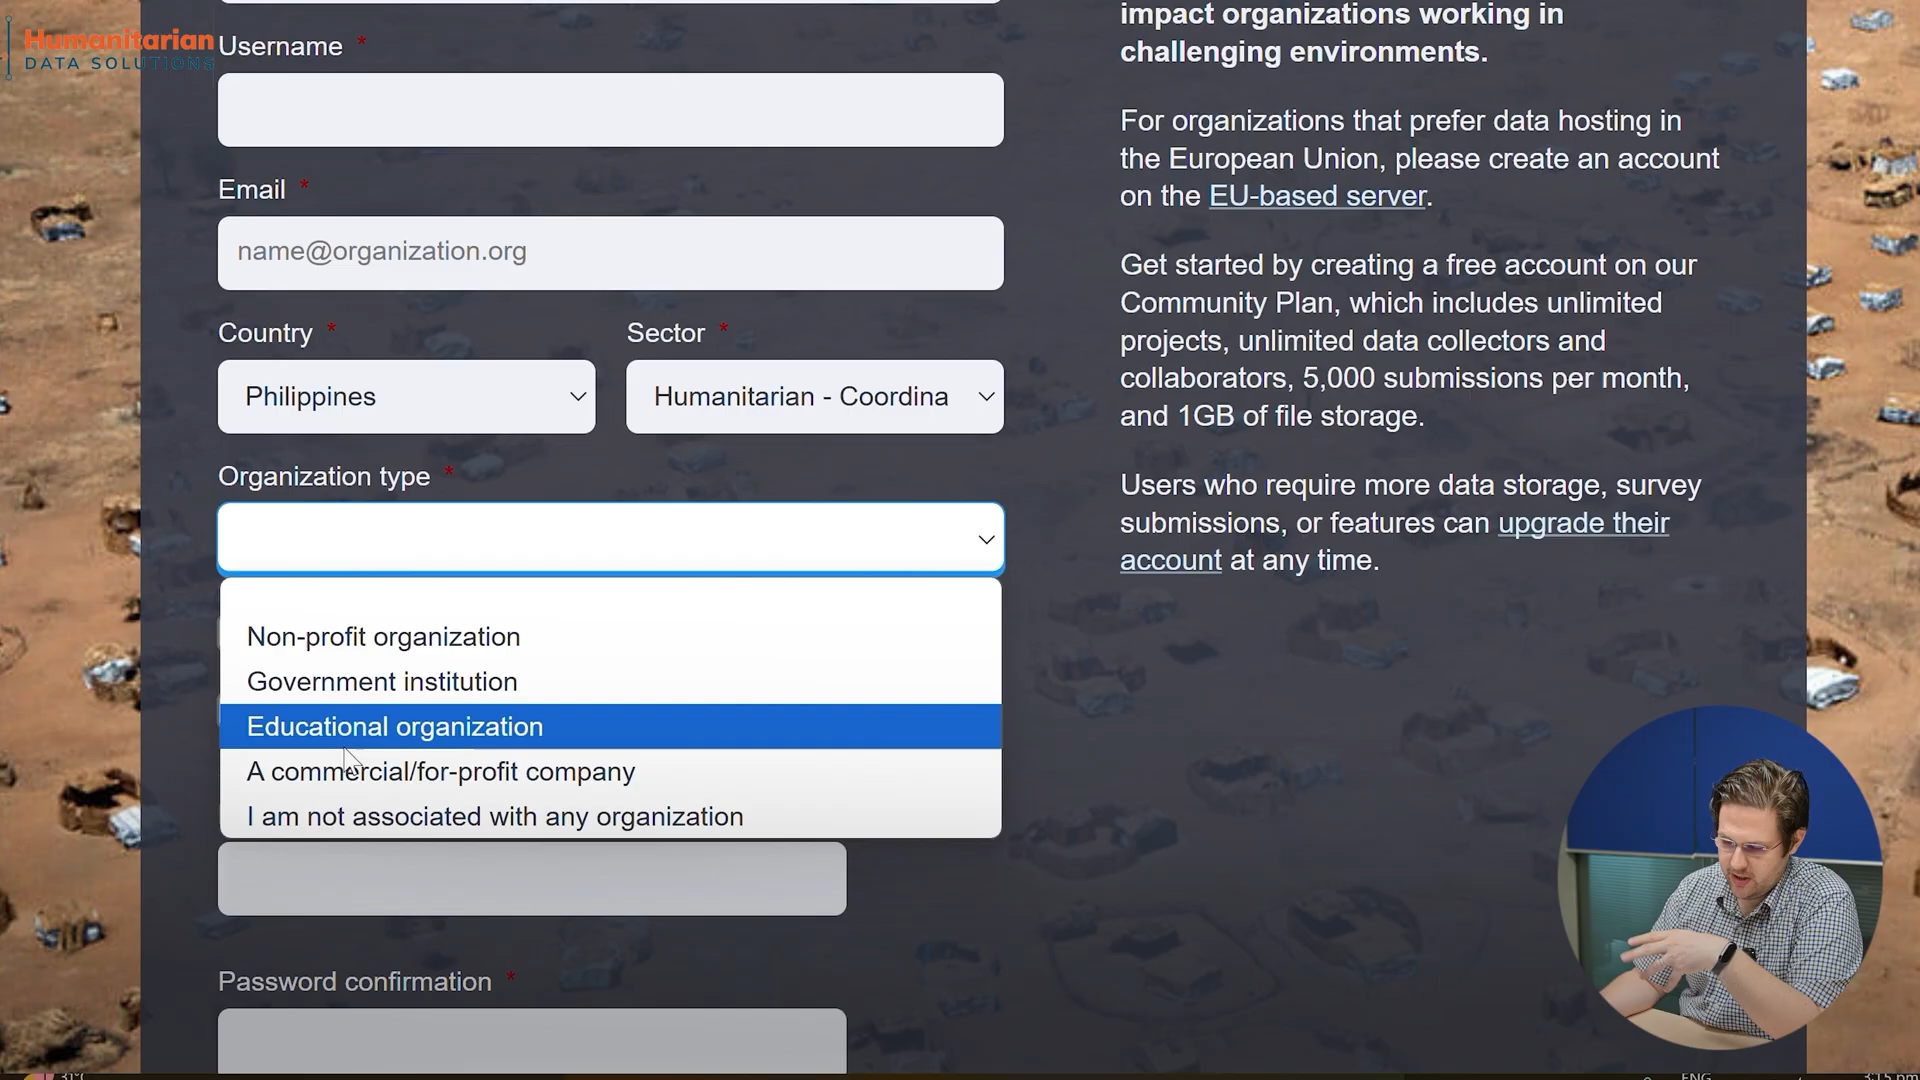 Humanitarian
DATA SOLUTIONS
Username *
Email *
name@organization.org
Country *
Sector *
Philippines
Humanitarian - Coordina
Organization type *
Non-profit organization
Government institution
Educational organization
A commercial/for-profit company
I am not associated with any organization
Password confirmation *
impact organizations working in
challenging environments.
For organizations that prefer data hosting in
the European Union, please create an account
on the EU-based server.
Get started by creating a free account on our
Community Plan, which includes unlimited
projects, unlimited data collectors and
collaborators, 5,000 submissions per month,
and 1GB of file storage.
Users who require more data storage, survey
submissions, or features can upgrade their
account at any time.
31°C
ENG
3:15 pm